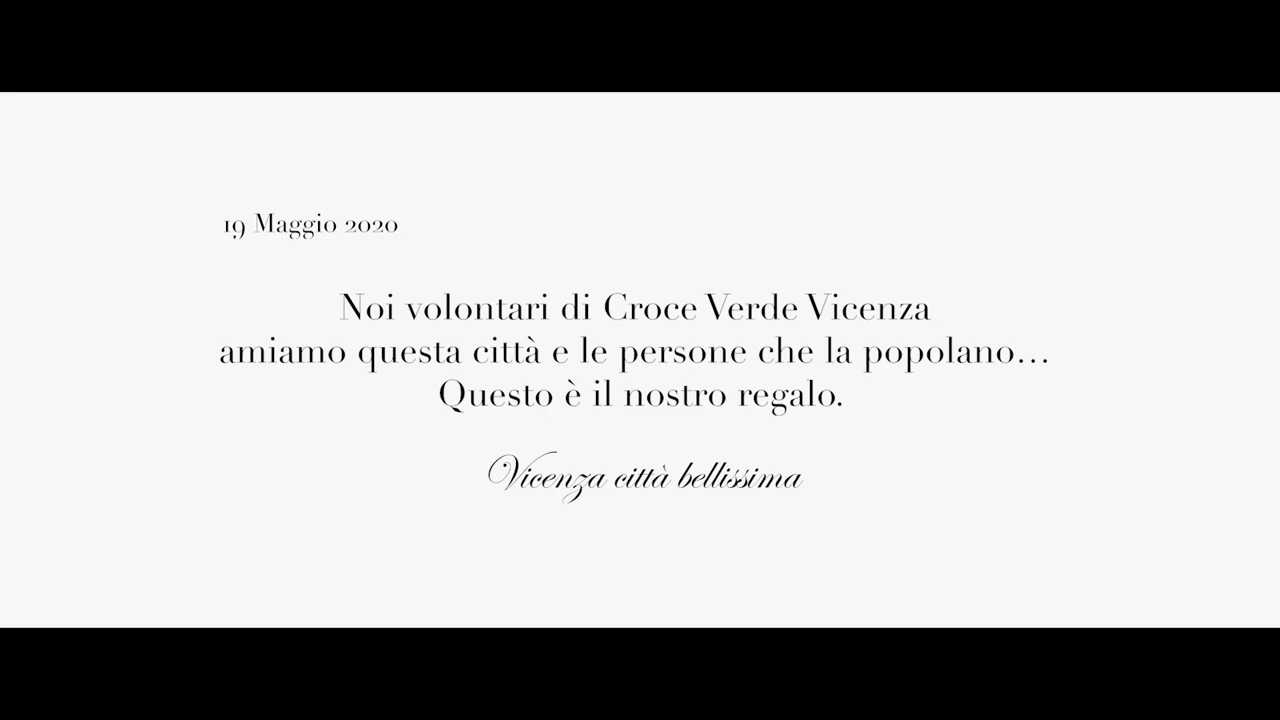 19 Maggio 2020
Noi volontari di Croce Verde Vicenza
amiamo questa città e le persone che la popolano...
Questo è il nostro regalo.
Vicenza città bellissima